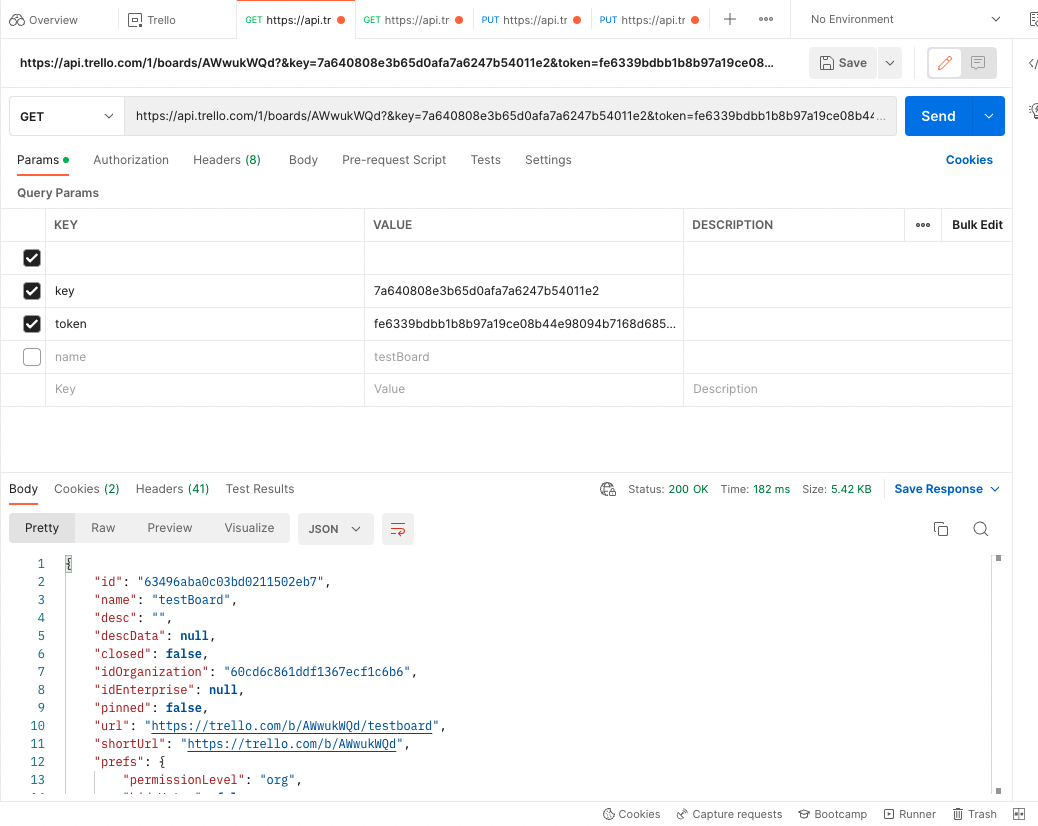 Overview
Trello
GET https://api.tr
GET https://api.tr
PUT https://api.tr
PUT https://api.tr
No Environment
https://api.trello.com/1/boards/AWwukWQd?&key=7a640808e3b65d0afa7a6247b54011e2&token=fe6339bdbb1b8b97a19ce08...
Save
GET
https://api.trello.com/1/boards/AWwukWQd?&key=7a640808e3b65d0afa7a6247b54011e2&token=fe6339bdbb1b8b97a19ce08b44...
Send
Params
Authorization
Headers (8)
Body
Pre-request Script
Tests
Settings
Cookies
Query Params
KEY
VALUE
DESCRIPTION
Bulk Edit
key
7a640808e3b65d0afa7a6247b54011e2
token
fe6339bdbb1b8b97a19ce08b44e98094b7168d685...
name
testBoard
Key
Value
Description
Body
Cookies (2)
Headers (41)
Test Results
Status: 200 OK
Time: 182 ms
Size: 5.42 KB
Save Response
Pretty
Raw
Preview
Visualize
JSON
1 {
2 "id": "63496aba0c03bd0211502eb7",
3 "name": "testBoard",
4 "desc": "",
5 "descData": null,
6 "closed": false,
7 "idOrganization": "60cd6c861ddf1367ecf1c6b6",
8 "idEnterprise": null,
9 "pinned": false,
10 "url": "https://trello.com/b/AWwukWQd/testboard",
11 "shortUrl": "https://trello.com/b/AWwukWQd",
12 "prefs": {
13 "permissionLevel": "org",
Cookies
Capture requests
Bootcamp
Runner
Trash